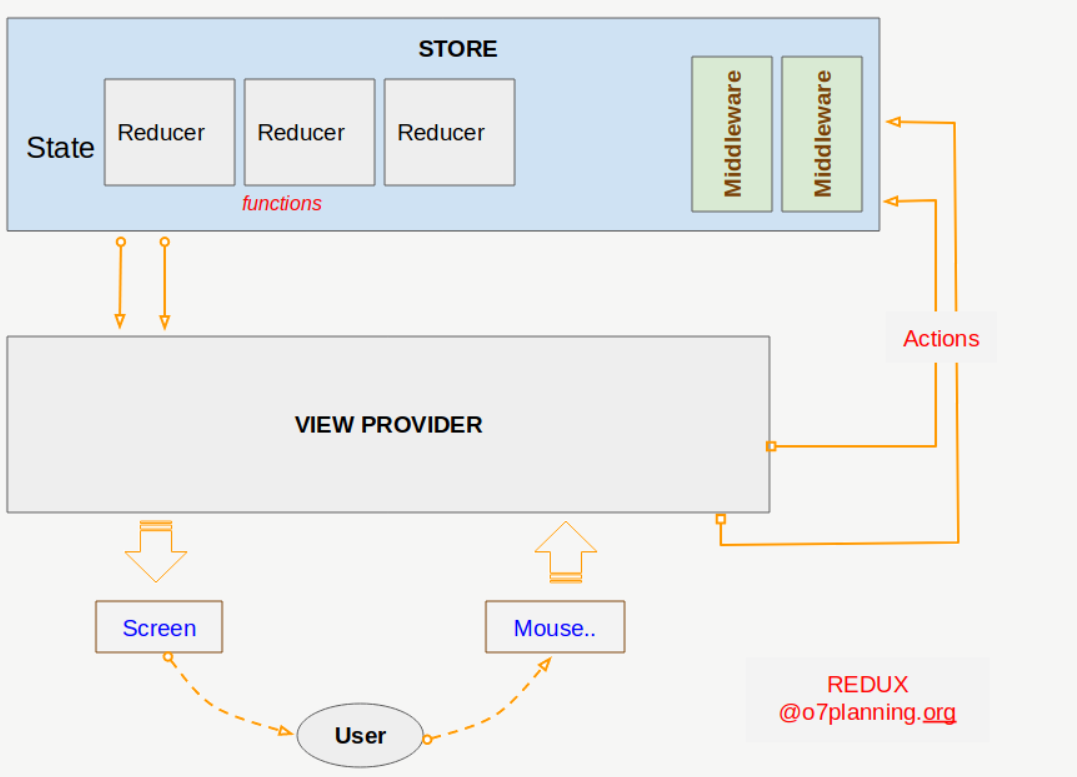 STORE
State
Reducer
Reducer
Reducer
functions
Middleware
Middleware
Actions
VIEW PROVIDER
Screen
Mouse..
User
REDUX
@o7planning.org